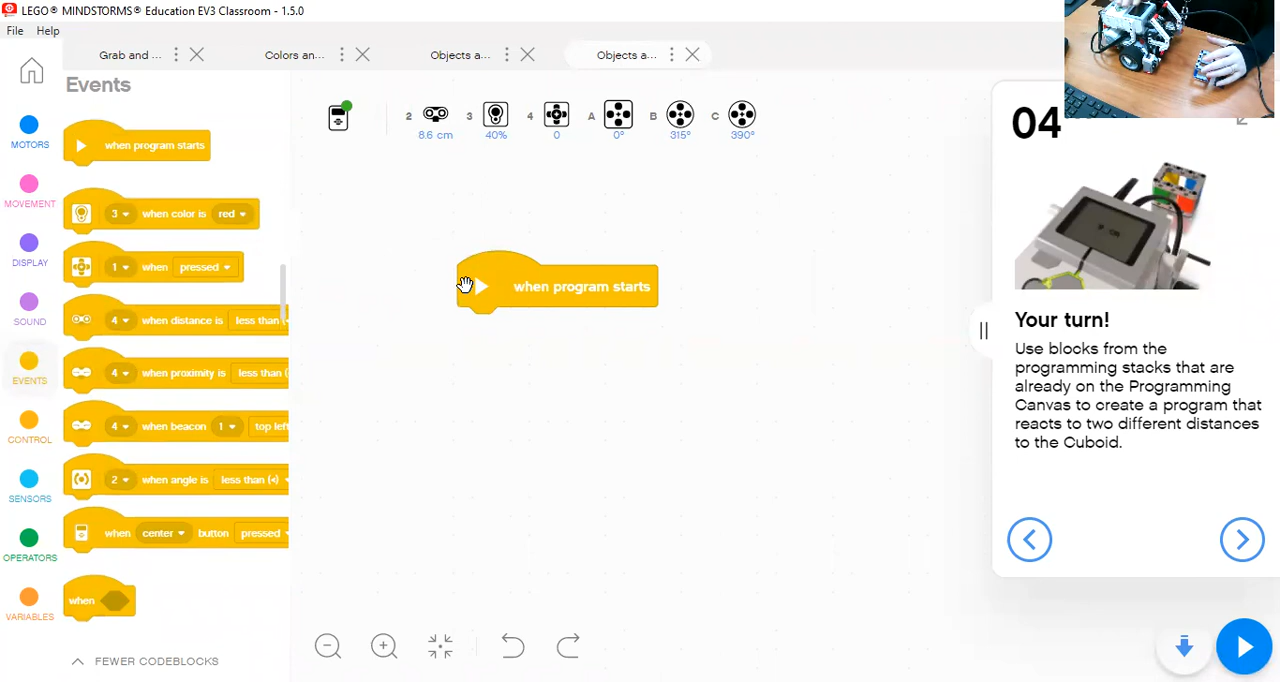 LEGO® MINDSTORMS® Education EV3 Classroom - 1.5.0
File Help
Grab and ...
Colors an...
Objects a...
Objects a...
Events
MOTORS
MOVEMENT
DISPLAY
SOUND
EVENTS
CONTROL
SENSORS
OPERATORS
VARIABLES
when program starts
3 when color is red
1 when pressed
4 when distance is less than (
4 when proximity is less than (
4 when beacon 1 top left
2 when angle is less than (<)
when center button pressed
when
FEWER CODEBLOCKS
2 3 4 A B C
8.6 cm 40% 0 0° 315° 390°
when program starts
04
Your turn!
Use blocks from the
programming stacks that are
already on the Programming
Canvas to create a program that
reacts to two different distances
to the Cuboid.